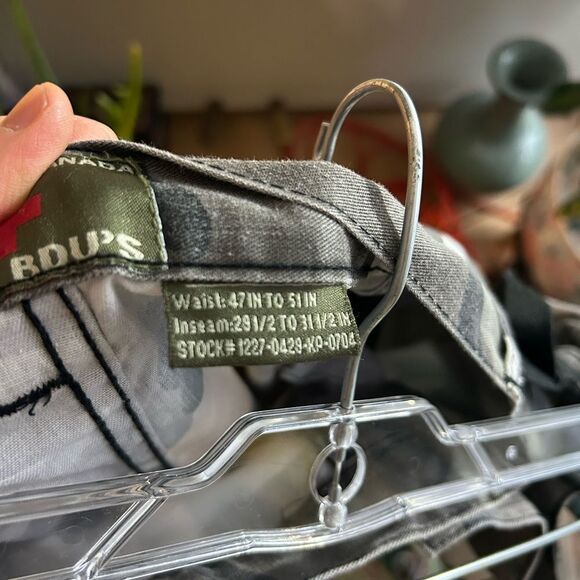 CANADA
BDU'S
Waist: 47 IN TO 51 IN
Inseam: 29 1/2 TO 31 1/2 IN
STOCK# 1227-0429-KP-0704